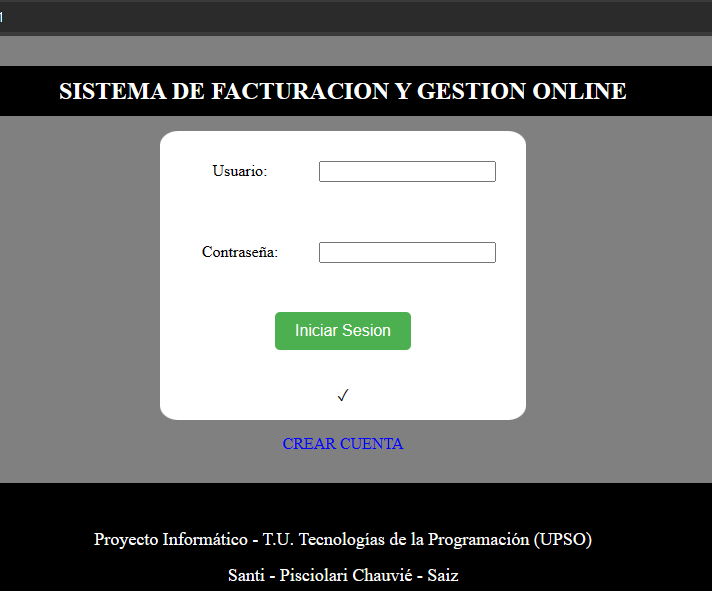 SISTEMA DE FACTURACION Y GESTION ONLINE
Usuario:
Contraseña:
Iniciar Sesion
✓
CREAR CUENTA
Proyecto Informático - T.U. Tecnologías de la Programación (UPSO)
Santi - Pisciolari Chauvié - Saiz